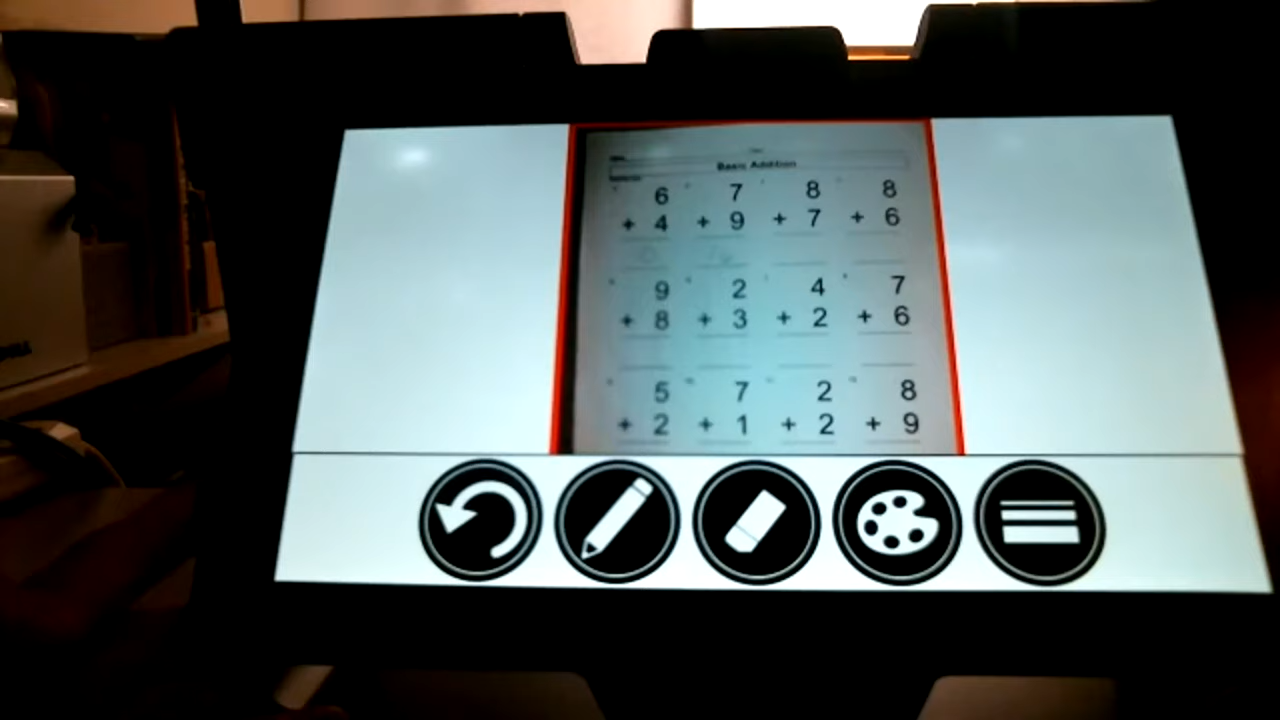 Basic Addition
6 7 8 8
+ 4 + 9 + 7 + 6
9 2 4 7
+ 8 + 3 + 2 + 6
5 7 2 8
+ 2 + 1 + 2 + 9